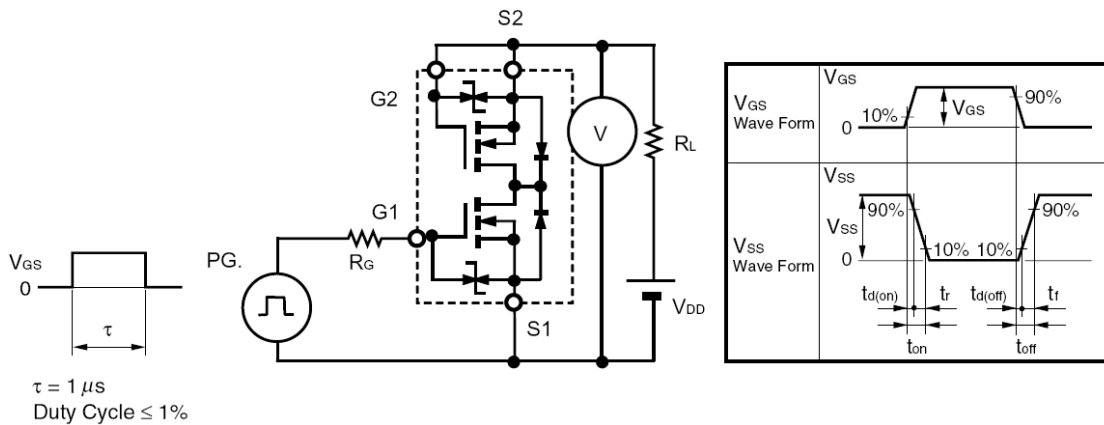 VGS
0
τ
τ = 1 μs
Duty Cycle ≤ 1%
PG.
RG
G1
G2
S2
S1
V
RL
VDD
VGS
Wave Form
VGS
10%
0
VGS
90%
VSS
Wave Form
VSS
VSS
90%
0
10%
10%
90%
td(on)
tr
td(off)
tf
ton
toff